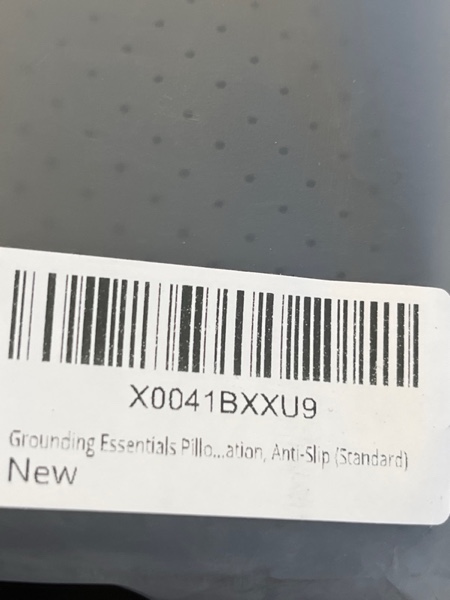 X0041BXXU9
Grounding Essentials Pillo...ation, Anti-Slip (Standard)
New